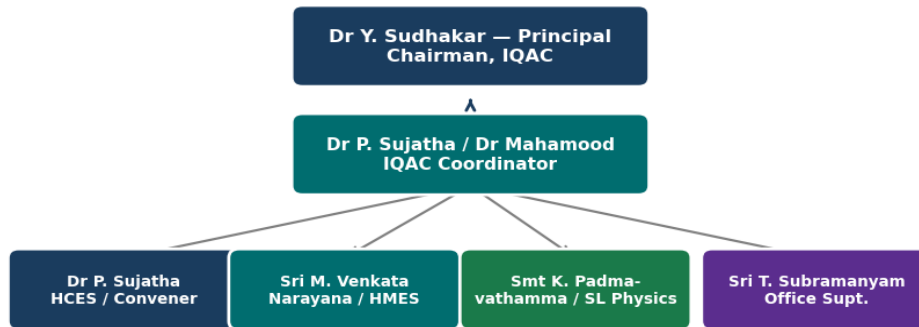 Dr Y. Sudhakar — Principal
Chairman, IQAC
Dr P. Sujatha / Dr Mahamood
IQAC Coordinator
Dr P. Sujatha
HCES / Convener
Sri M. Venkata
Narayana / HMES
Smt K. Padma-
vathamma / SL Physics
Sri T. Subramanyam
Office Supt.